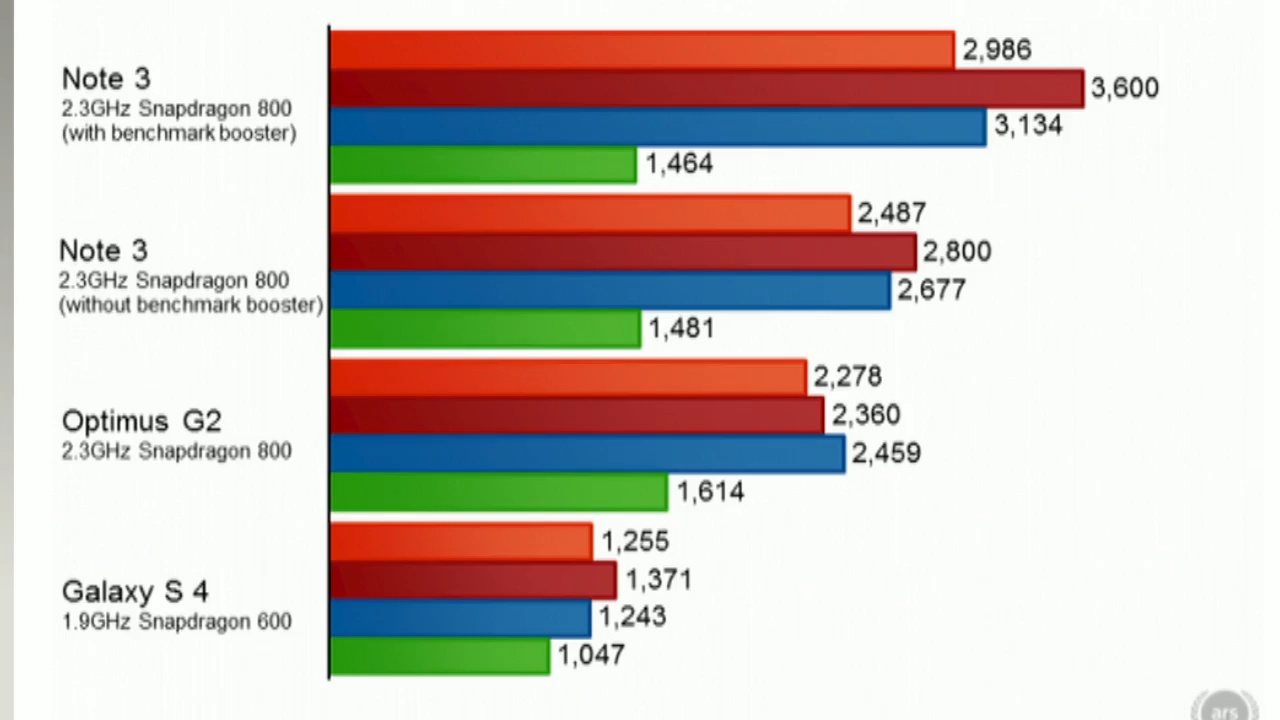 Note 3
2.3GHz Snapdragon 800
(with benchmark booster)
2,986
3,600
3,134
1,464
Note 3
2.3GHz Snapdragon 800
(without benchmark booster)
2,487
2,800
2,677
1,481
Optimus G2
2.3GHz Snapdragon 800
2,278
2,360
2,459
1,614
Galaxy S 4
1.9GHz Snapdragon 600
1,255
1,371
1,243
1,047
ars